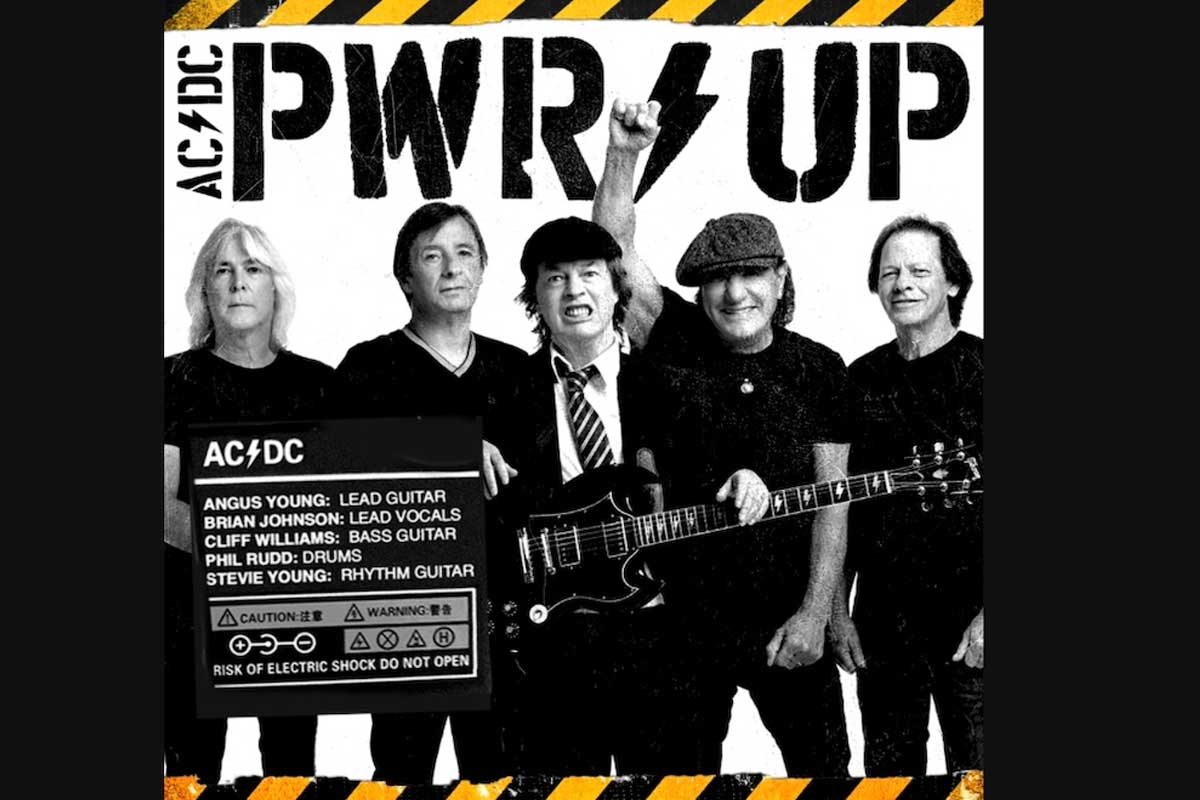 AC⚡DC
PWR⚡UP
AC⚡DC
ANGUS YOUNG: LEAD GUITAR
BRIAN JOHNSON: LEAD VOCALS
CLIFF WILLIAMS: BASS GUITAR
PHIL RUDD: DRUMS
STEVIE YOUNG: RHYTHM GUITAR
CAUTION:注意 WARNING:警告
RISK OF ELECTRIC SHOCK DO NOT OPEN